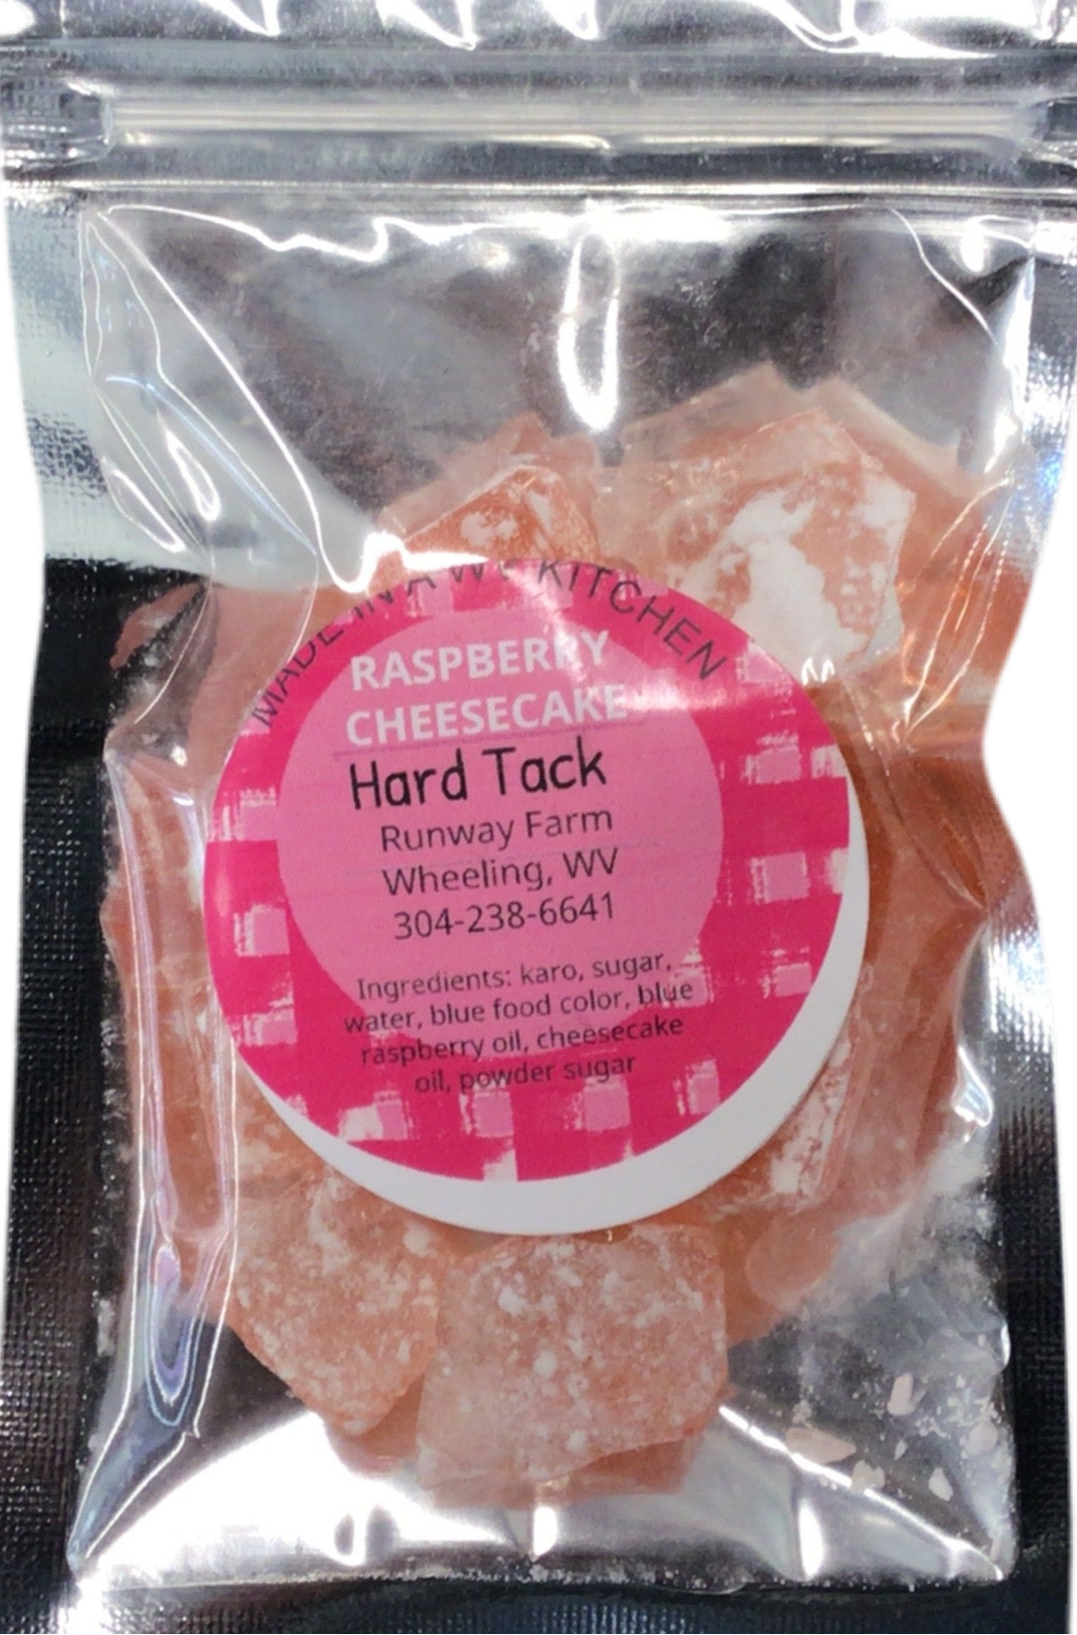 MADE IN A WV KITCHEN
RASPBERRY
CHEESECAKE
Hard Tack
Runway Farm
Wheeling, WV
304-238-6641
Ingredients: karo, sugar,
water, blue food color, blue
raspberry oil, cheesecake
oil, powder sugar